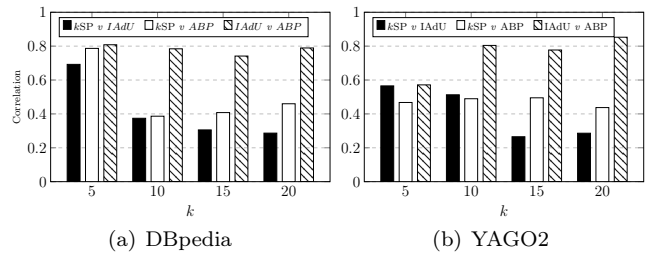 kSP v IAdU kSP v ABP IAdU v ABP
Correlation
1
0.8
0.6
0.4
0.2
0
5 10 15 20
k
(a) DBpedia
kSP v IAdU kSP v ABP IAdU v ABP
1
0.8
0.6
0.4
0.2
0
5 10 15 20
k
(b) YAGO2